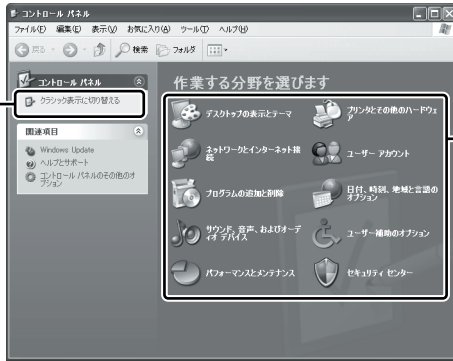 コントロール パネル
ファイル(F) 編集(E) 表示(V) お気に入り(A) ツール(T) ヘルプ(H)
戻る 検索 フォルダ
コントロール パネル
クラシック表示に切り替える
関連項目
Windows Update
ヘルプとサポート
コントロール パネルのその他のオプション
作業する分野を選びます
デスクトップの表示とテーマ
プリンタとその他のハードウェア
ネットワークとインターネット接続
ユーザー アカウント
プログラムの追加と削除
日付、時刻、地域と言語のオプション
サウンド、音声、およびオーディオ デバイス
ユーザー補助のオプション
パフォーマンスとメンテナンス
セキュリティ センター